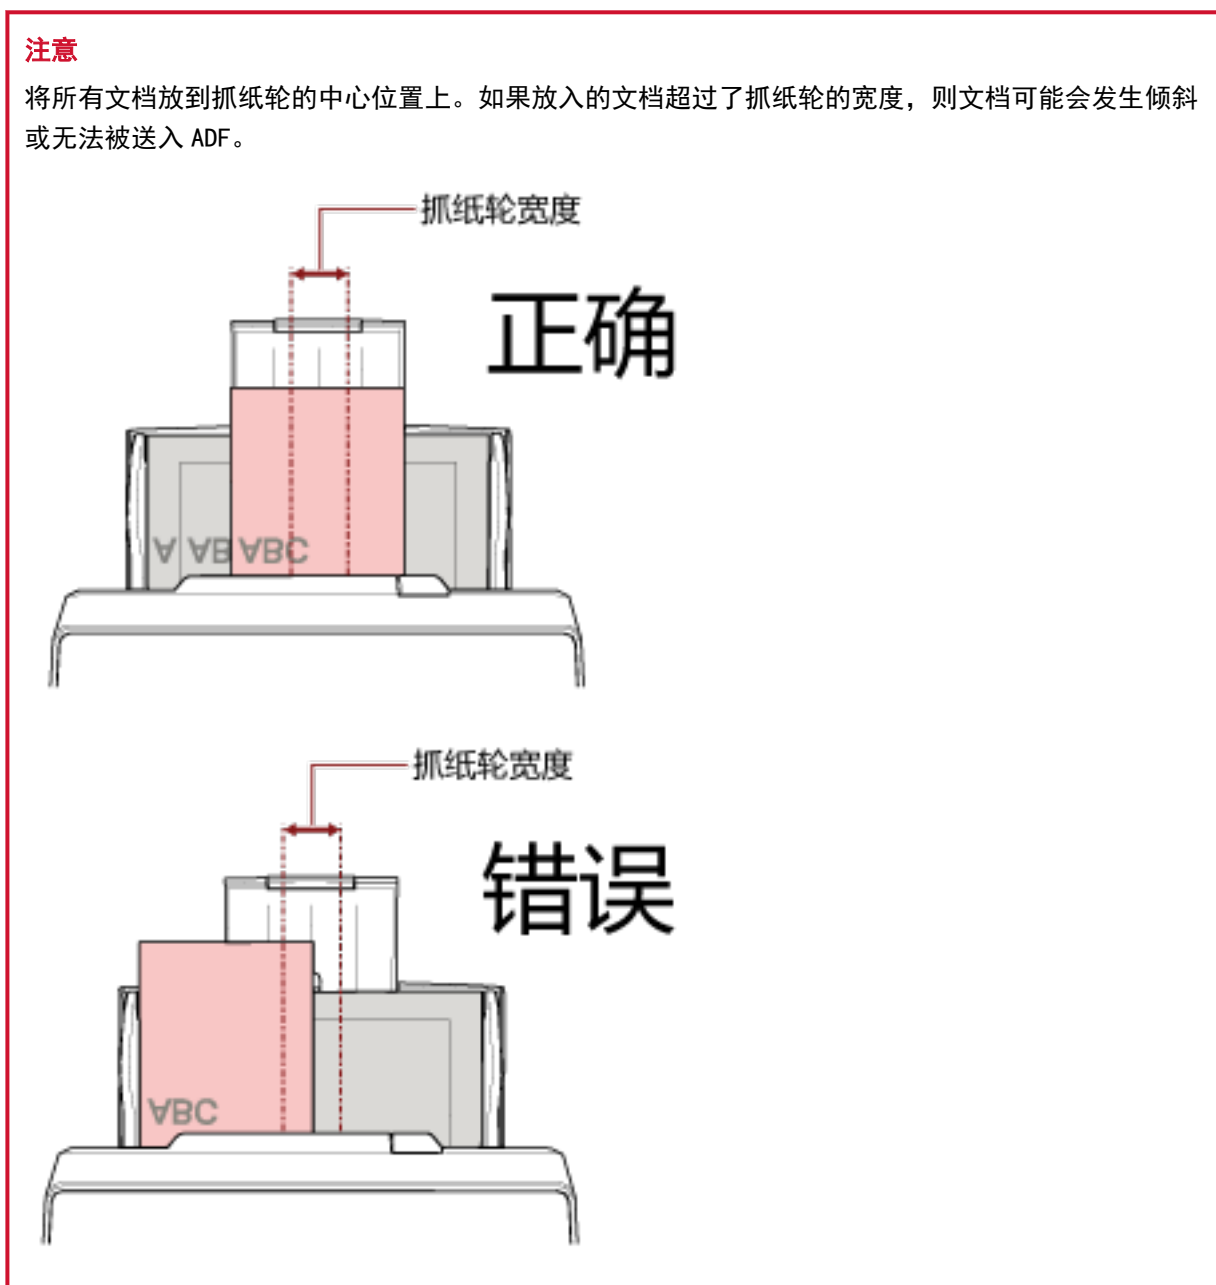 注意
将所有文档放到抓纸轮的中心位置上。如果放入的文档超过了抓纸轮的宽度，则文档可能会发生倾斜
或无法被送入 ADF。
抓纸轮宽度
正确
A AB ABC
抓纸轮宽度
错误
ABC